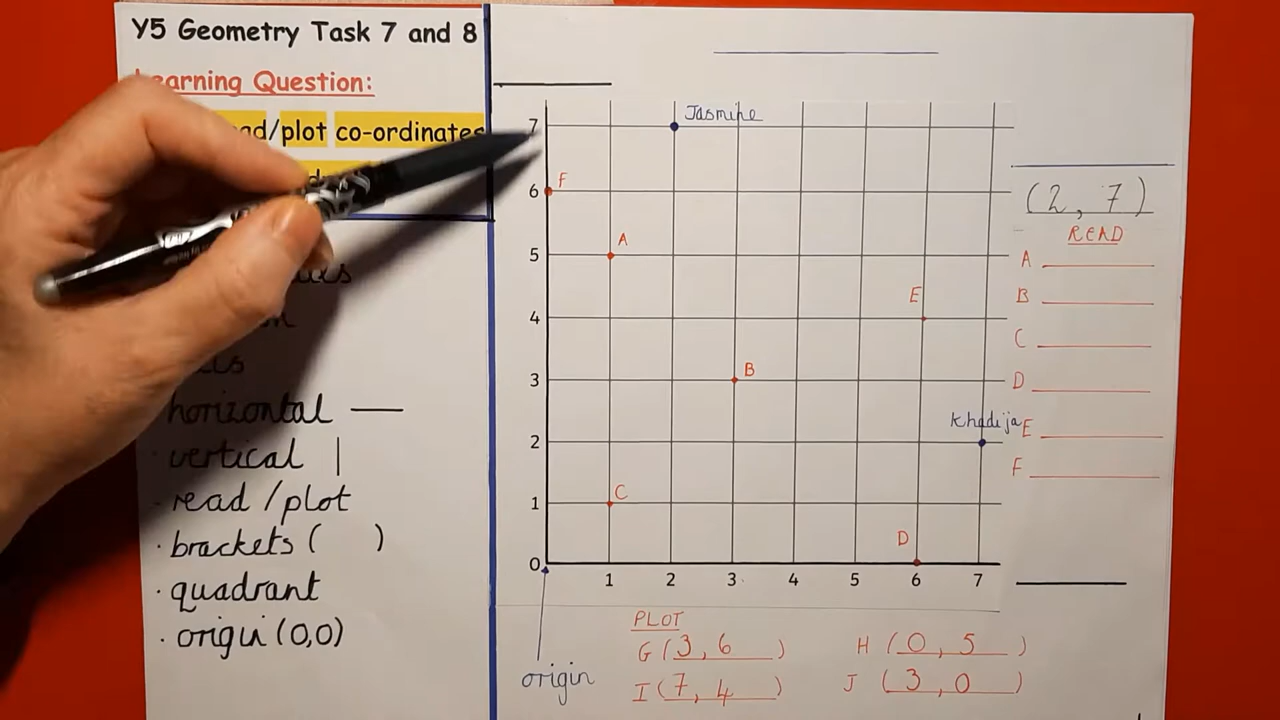 Y5 Geometry Task 7 and 8
Learning Question:
/plot co-ordinates
horizontal —
vertical |
read / plot
brackets ( )
quadrant
origin (0,0)
7
6
5
4
3
2
1
0
1 2 3 4 5 6 7
Jasmine
F
A
E
B
Khadija
C
D
origin
(2, 7)
READ
A
B
C
D
E
F
PLOT
G (3, 6)
H (0, 5)
I (7, 4)
J (3, 0)